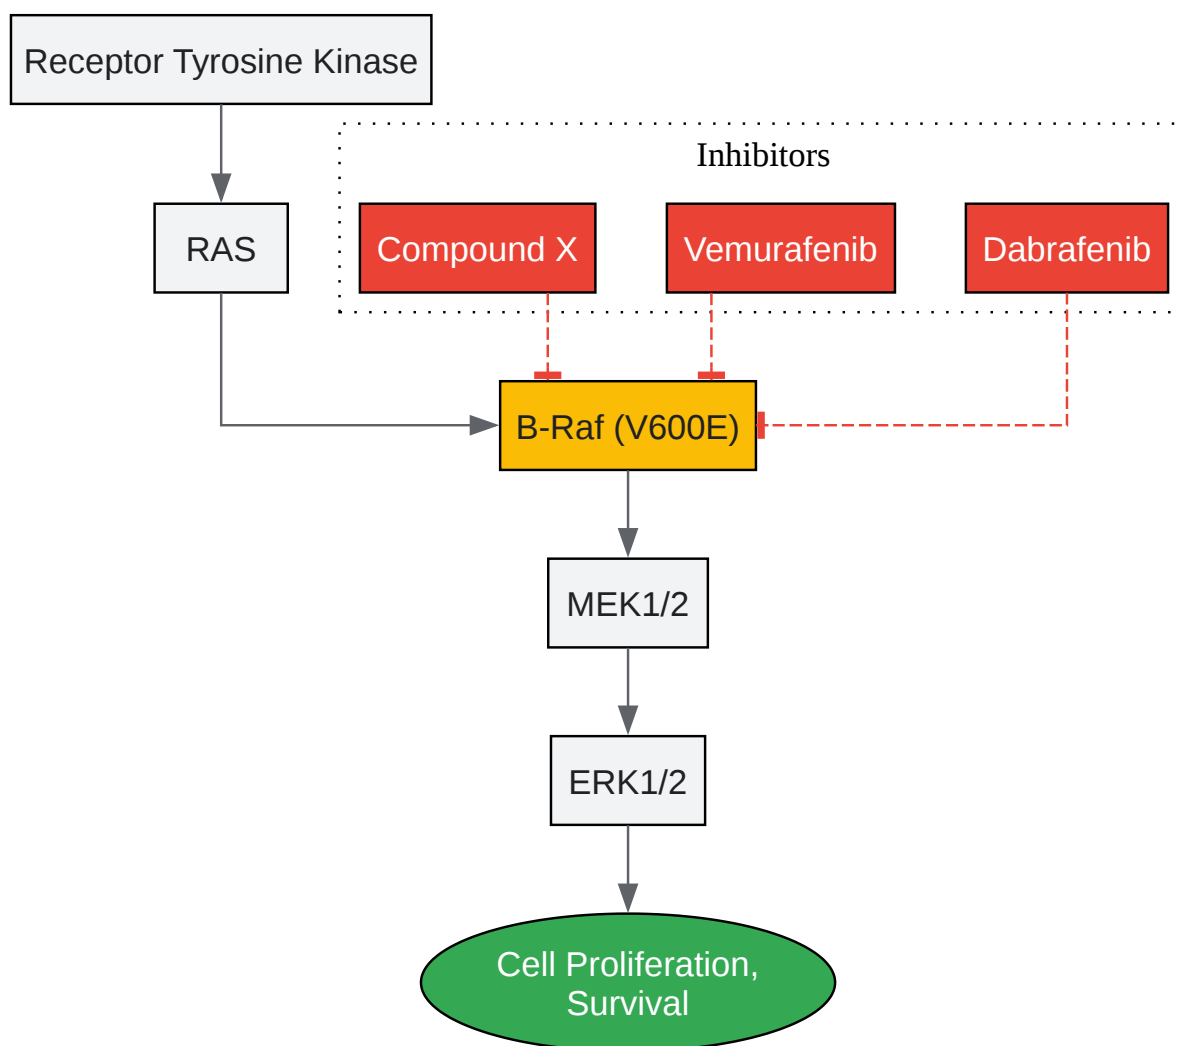 Receptor Tyrosine Kinase
Inhibitors
RAS
Compound X
Vemurafenib
Dabrafenib
B-Raf (V600E)
MEK1/2
ERK1/2
Cell Proliferation,
Survival